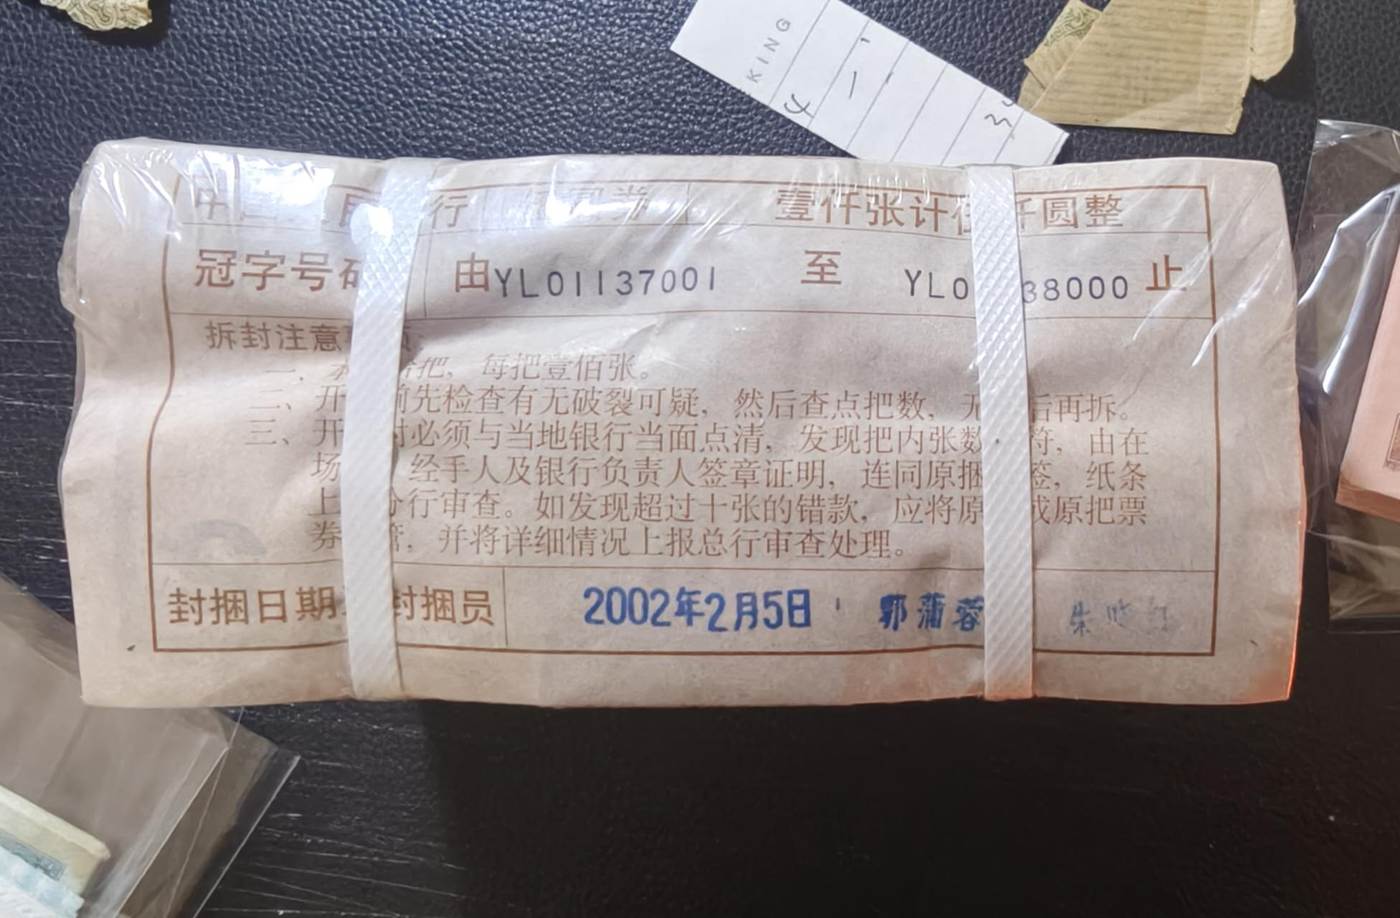 KING
行 壹仟张计 仟圆整
冠字号码 由YL01137001 至 YL0 38000 止
拆封注意
一、 把，每把壹佰张。
二、开 前先检查有无破裂可疑，然后查点把数，无 后再拆。
三、开 时必须与当地银行当面点清，发现把内张数 符，由在
场 经手人及银行负责人签章证明，连同原捆 签，纸条
上 分行审查。如发现超过十张的错款，应将原 或原把票
券 管，并将详细情况上报总行审查处理。
封捆日期 封捆员 2002年2月5日 郭蒲蓉